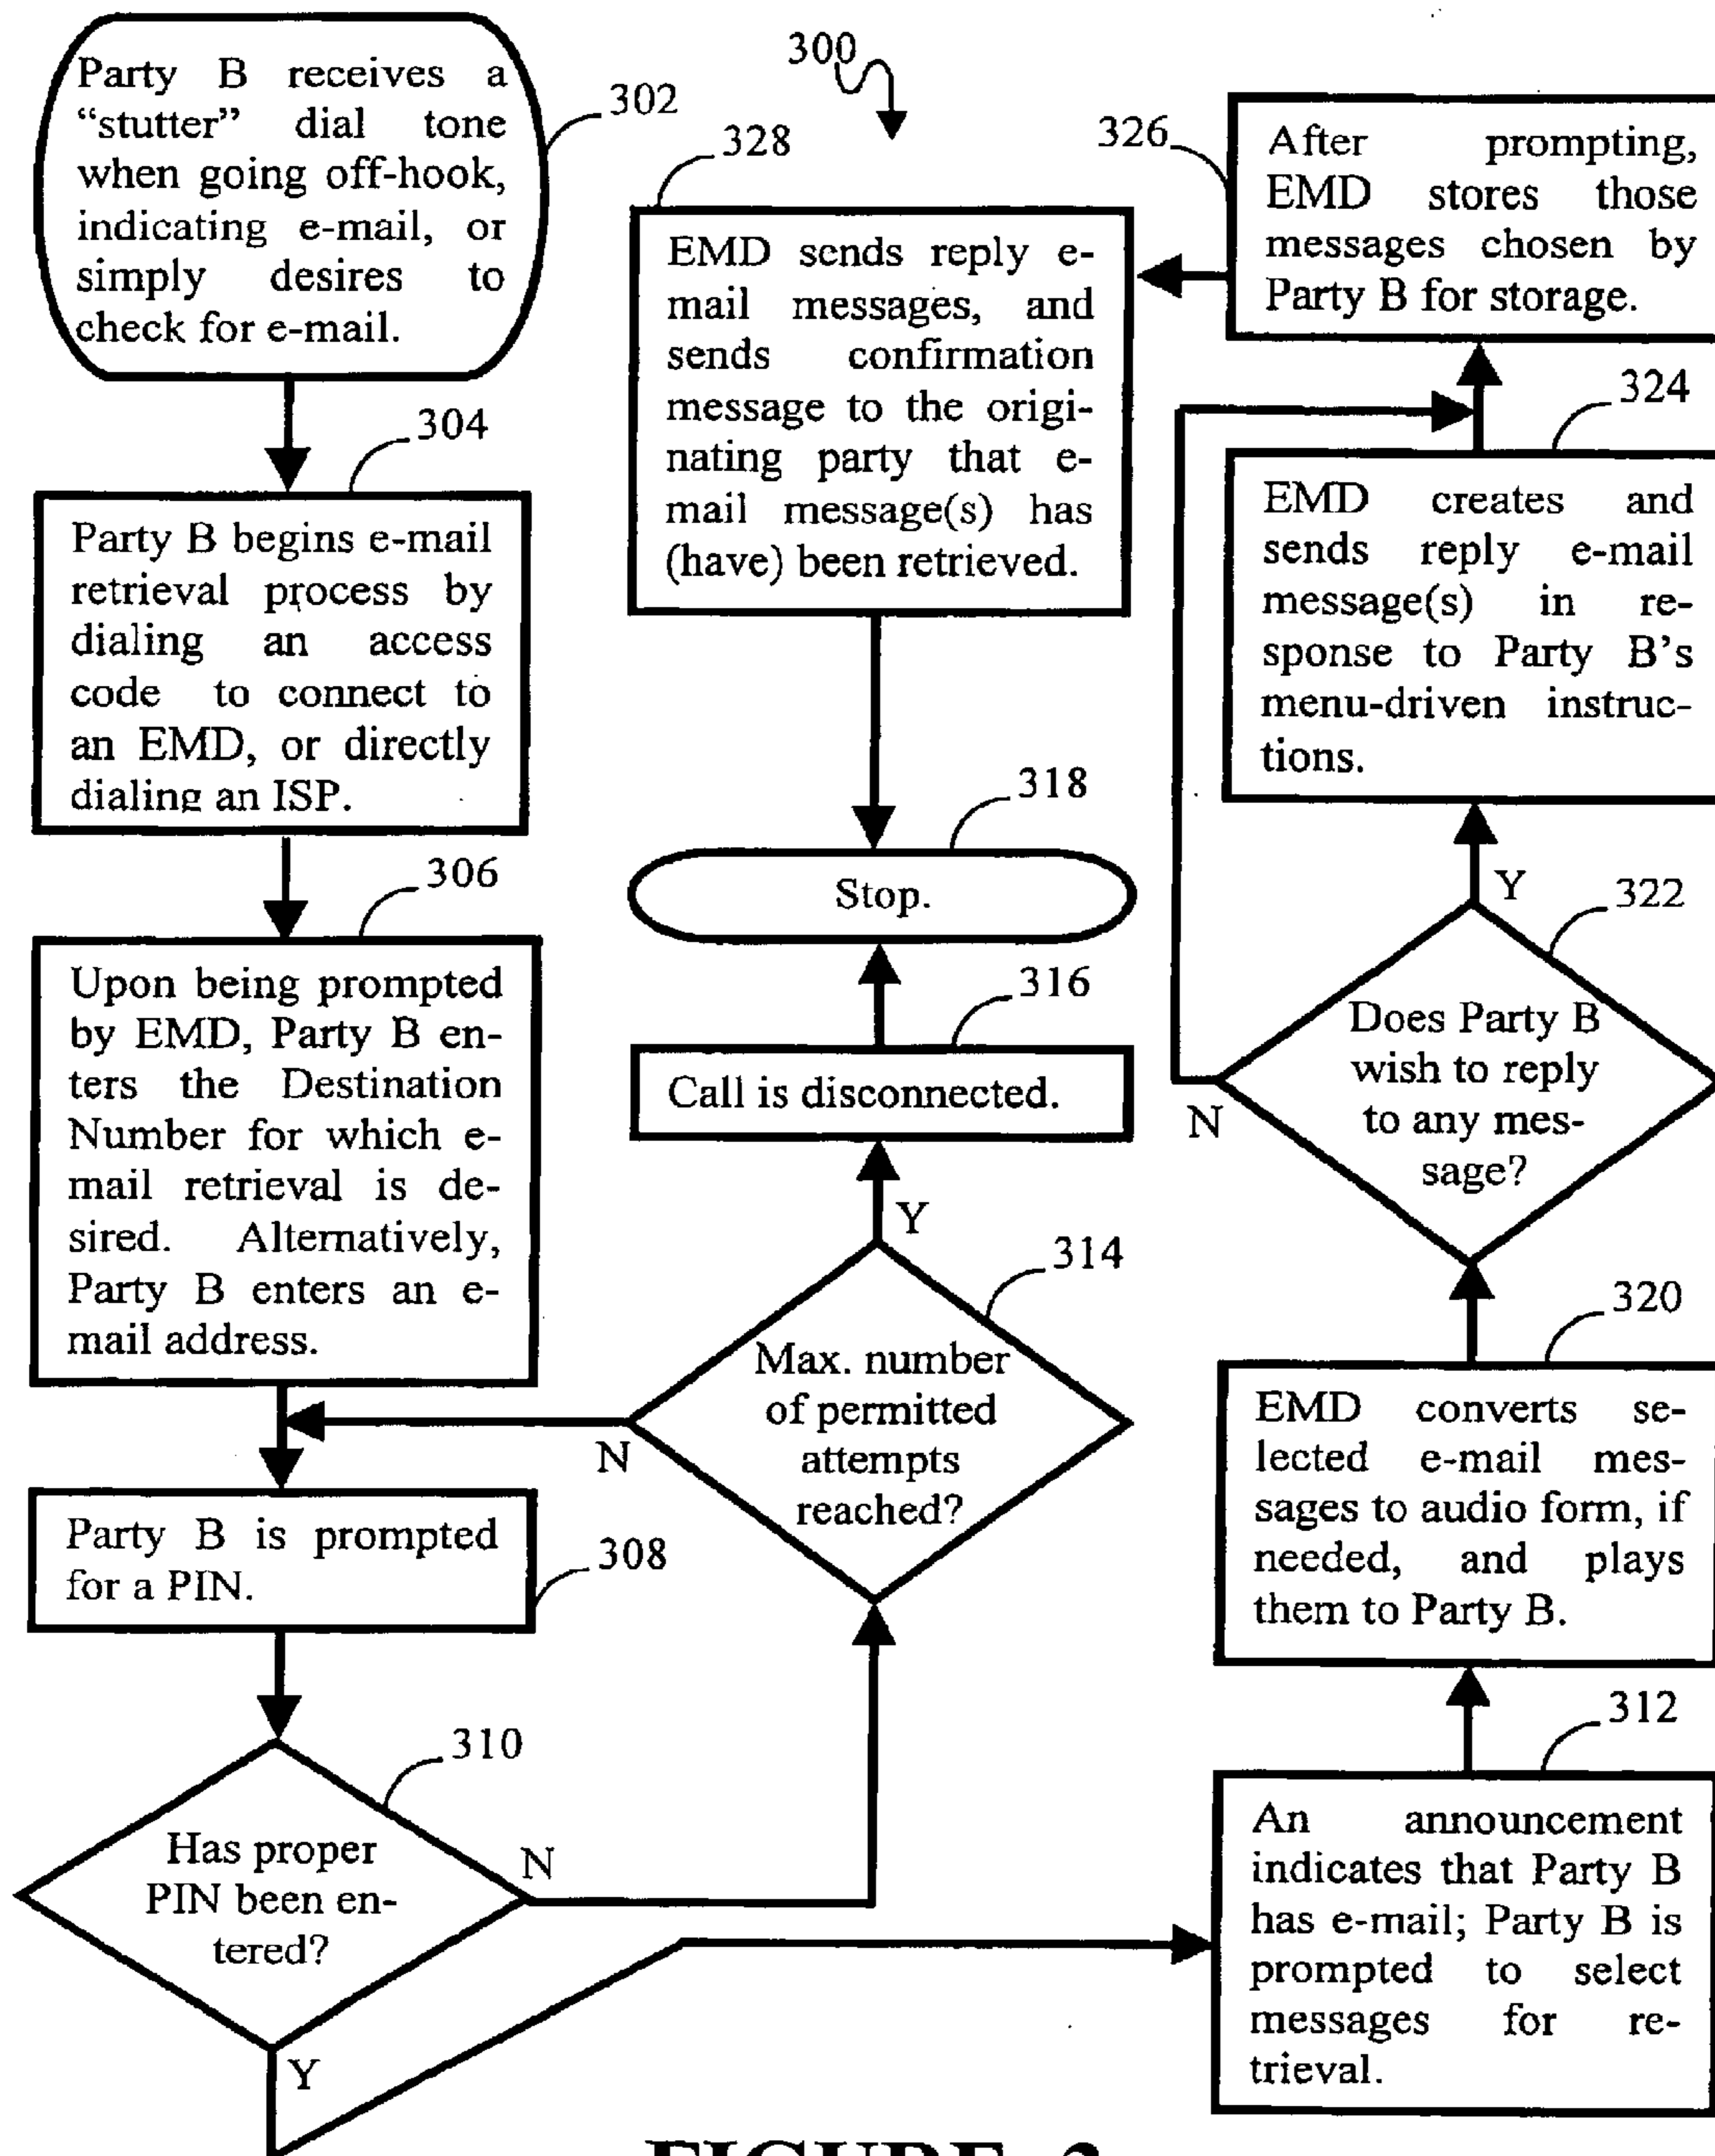 300
302
Party B receives a
“stutter” dial tone
when going off-hook,
indicating e-mail, or
simply desires to
check for e-mail.
304
Party B begins e-mail
retrieval process by
dialing an access
code to connect to
an EMD, or directly
dialing an ISP.
306
Upon being prompted
by EMD, Party B en-
ters the Destination
Number for which e-
mail retrieval is de-
sired. Alternatively,
Party B enters an e-
mail address.
308
Party B is prompted
for a PIN.
310
Has proper
PIN been en-
tered?
N
Y
328
EMD sends reply e-
mail messages, and
sends confirmation
message to the origi-
nating party that e-
mail message(s) has
(have) been retrieved.
318
Stop.
316
Call is disconnected.
Y
314
Max. number
of permitted
attempts
reached?
N
326
After prompting,
EMD stores those
messages chosen by
Party B for storage.
324
EMD creates and
sends reply e-mail
message(s) in re-
sponse to Party B’s
menu-driven instruc-
tions.
Y
322
Does Party B
wish to reply
to any mes-
sage?
N
320
EMD converts se-
lected e-mail mes-
sages to audio form, if
needed, and plays
them to Party B.
312
An announcement
indicates that Party B
has e-mail; Party B is
prompted to select
messages for re-
trieval.
FIGURE